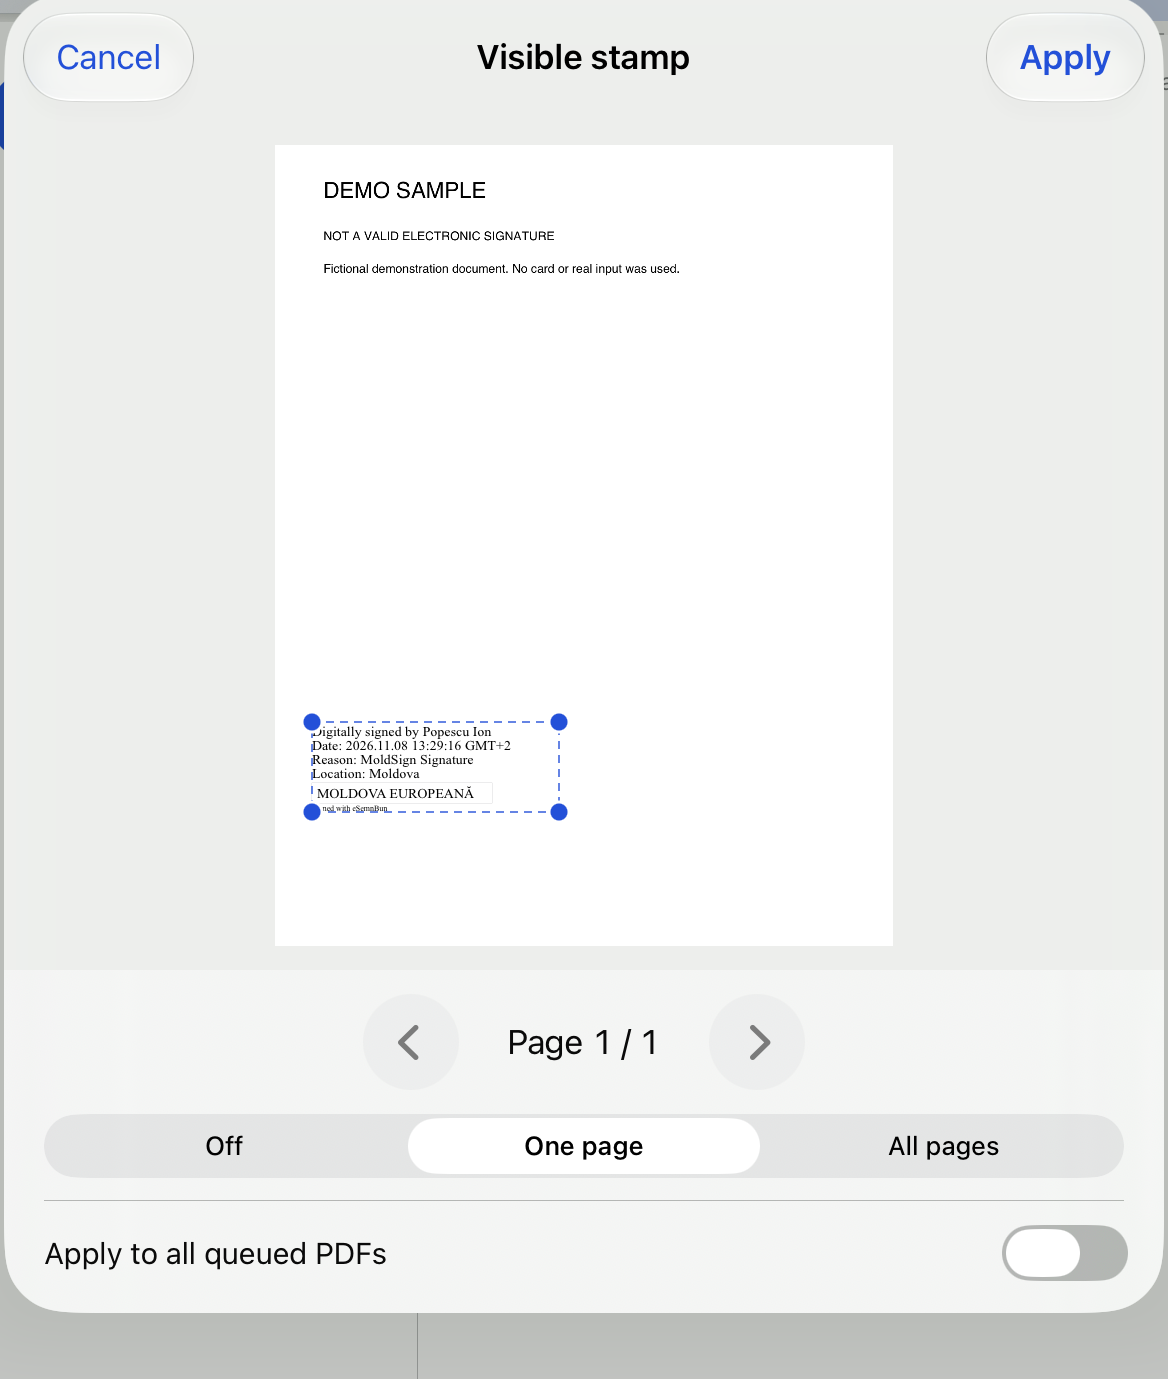 Cancel
Visible stamp
Apply
DEMO SAMPLE
NOT A VALID ELECTRONIC SIGNATURE
Fictional demonstration document. No card or real input was used.
Digitally signed by Popescu Ion
Date: 2026.11.08 13:29:16 GMT+2
Reason: MoldSign Signature
Location: Moldova
MOLDOVA EUROPEANĂ
with eSemnBun
Page 1 / 1
Off
One page
All pages
Apply to all queued PDFs